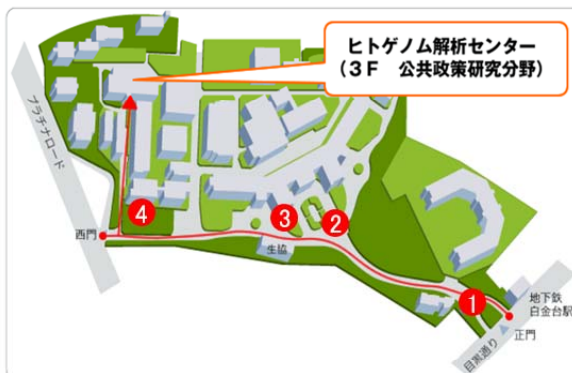 ヒトゲノム解析センター
(3F 公共政策研究分野)
プラチナロード
4
3
2
西門
生協
1
地下鉄
白金台駅
正門
目黒通り